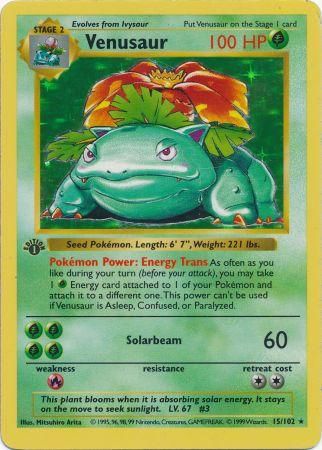 Evolves from Ivysaur Put Venusaur on the Stage 1 card
STAGE 2
Venusaur 100 HP
EDITION
1
Seed Pokémon. Length: 6' 7", Weight: 221 lbs.
Pokémon Power: Energy Trans As often as you
like during your turn (before your attack), you may take
1 Energy card attached to 1 of your Pokémon and
attach it to a different one. This power can't be used
if Venusaur is Asleep, Confused, or Paralyzed.
Solarbeam 60
weakness resistance retreat cost
This plant blooms when it is absorbing solar energy. It stays
on the move to seek sunlight. LV. 67 #3
Illus. Mitsuhiro Arita © 1995, 96, 98, 99 Nintendo, Creatures, GAMEFREAK. © 1999 Wizards. 15/102 ★